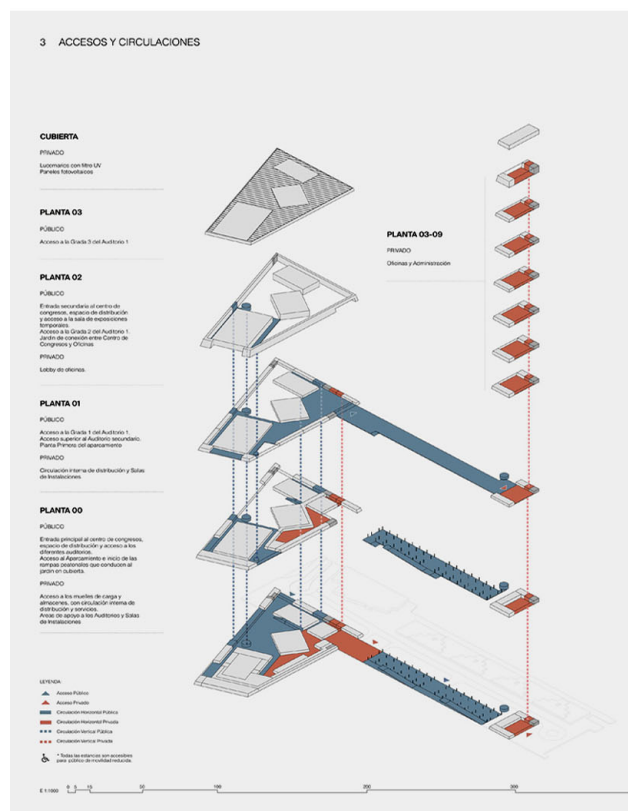 3 ACCESOS Y CIRCULACIONES
CUBIERTA
PRIVADO
Lucernarios con filtro UV
Paneles fotovoltaicos
PLANTA 03
PÚBLICO
Acceso a la Grada 3 del Auditorio 1
PLANTA 02
PÚBLICO
Entrada secundaria al centro de
congresos, espacio de distribución
y acceso a la sala de exposiciones
temporales.
Acceso a la Grada 2 del Auditorio 1.
Jardín de conexión entre Centro de
Congresos y Oficinas
PRIVADO
Lobby de oficinas.
PLANTA 01
PÚBLICO
Acceso a la Grada 1 del Auditorio 1.
Acceso superior al Auditorio secundario.
Planta Primera del aparcamiento
PRIVADO
Circulación interna de distribución y Salas
de Instalaciones
PLANTA 00
PÚBLICO
Entrada principal al centro de congresos,
espacio de distribución y acceso a los
diferentes auditorios.
Acceso al Aparcamiento e inicio de las
rampas peatonales que conducen al
jardín en cubierta.
PRIVADO
Acceso a los muelles de carga y
almacenes, con circulación interna de
distribución y servicios.
Areas de apoyo a los Auditorios y Salas
de Instalaciones
PLANTA 03-09
PRIVADO
Oficinas y Administración
LEYENDA
Acceso Público
Acceso Privado
Circulación Horizontal Pública
Circulación Horizontal Privada
Circulación Vertical Pública
Circulación Vertical Privada
* Todas las estancias son accesibles
para público de movilidad reducida.
E 1:1000 0 5 15 50 100 200 300